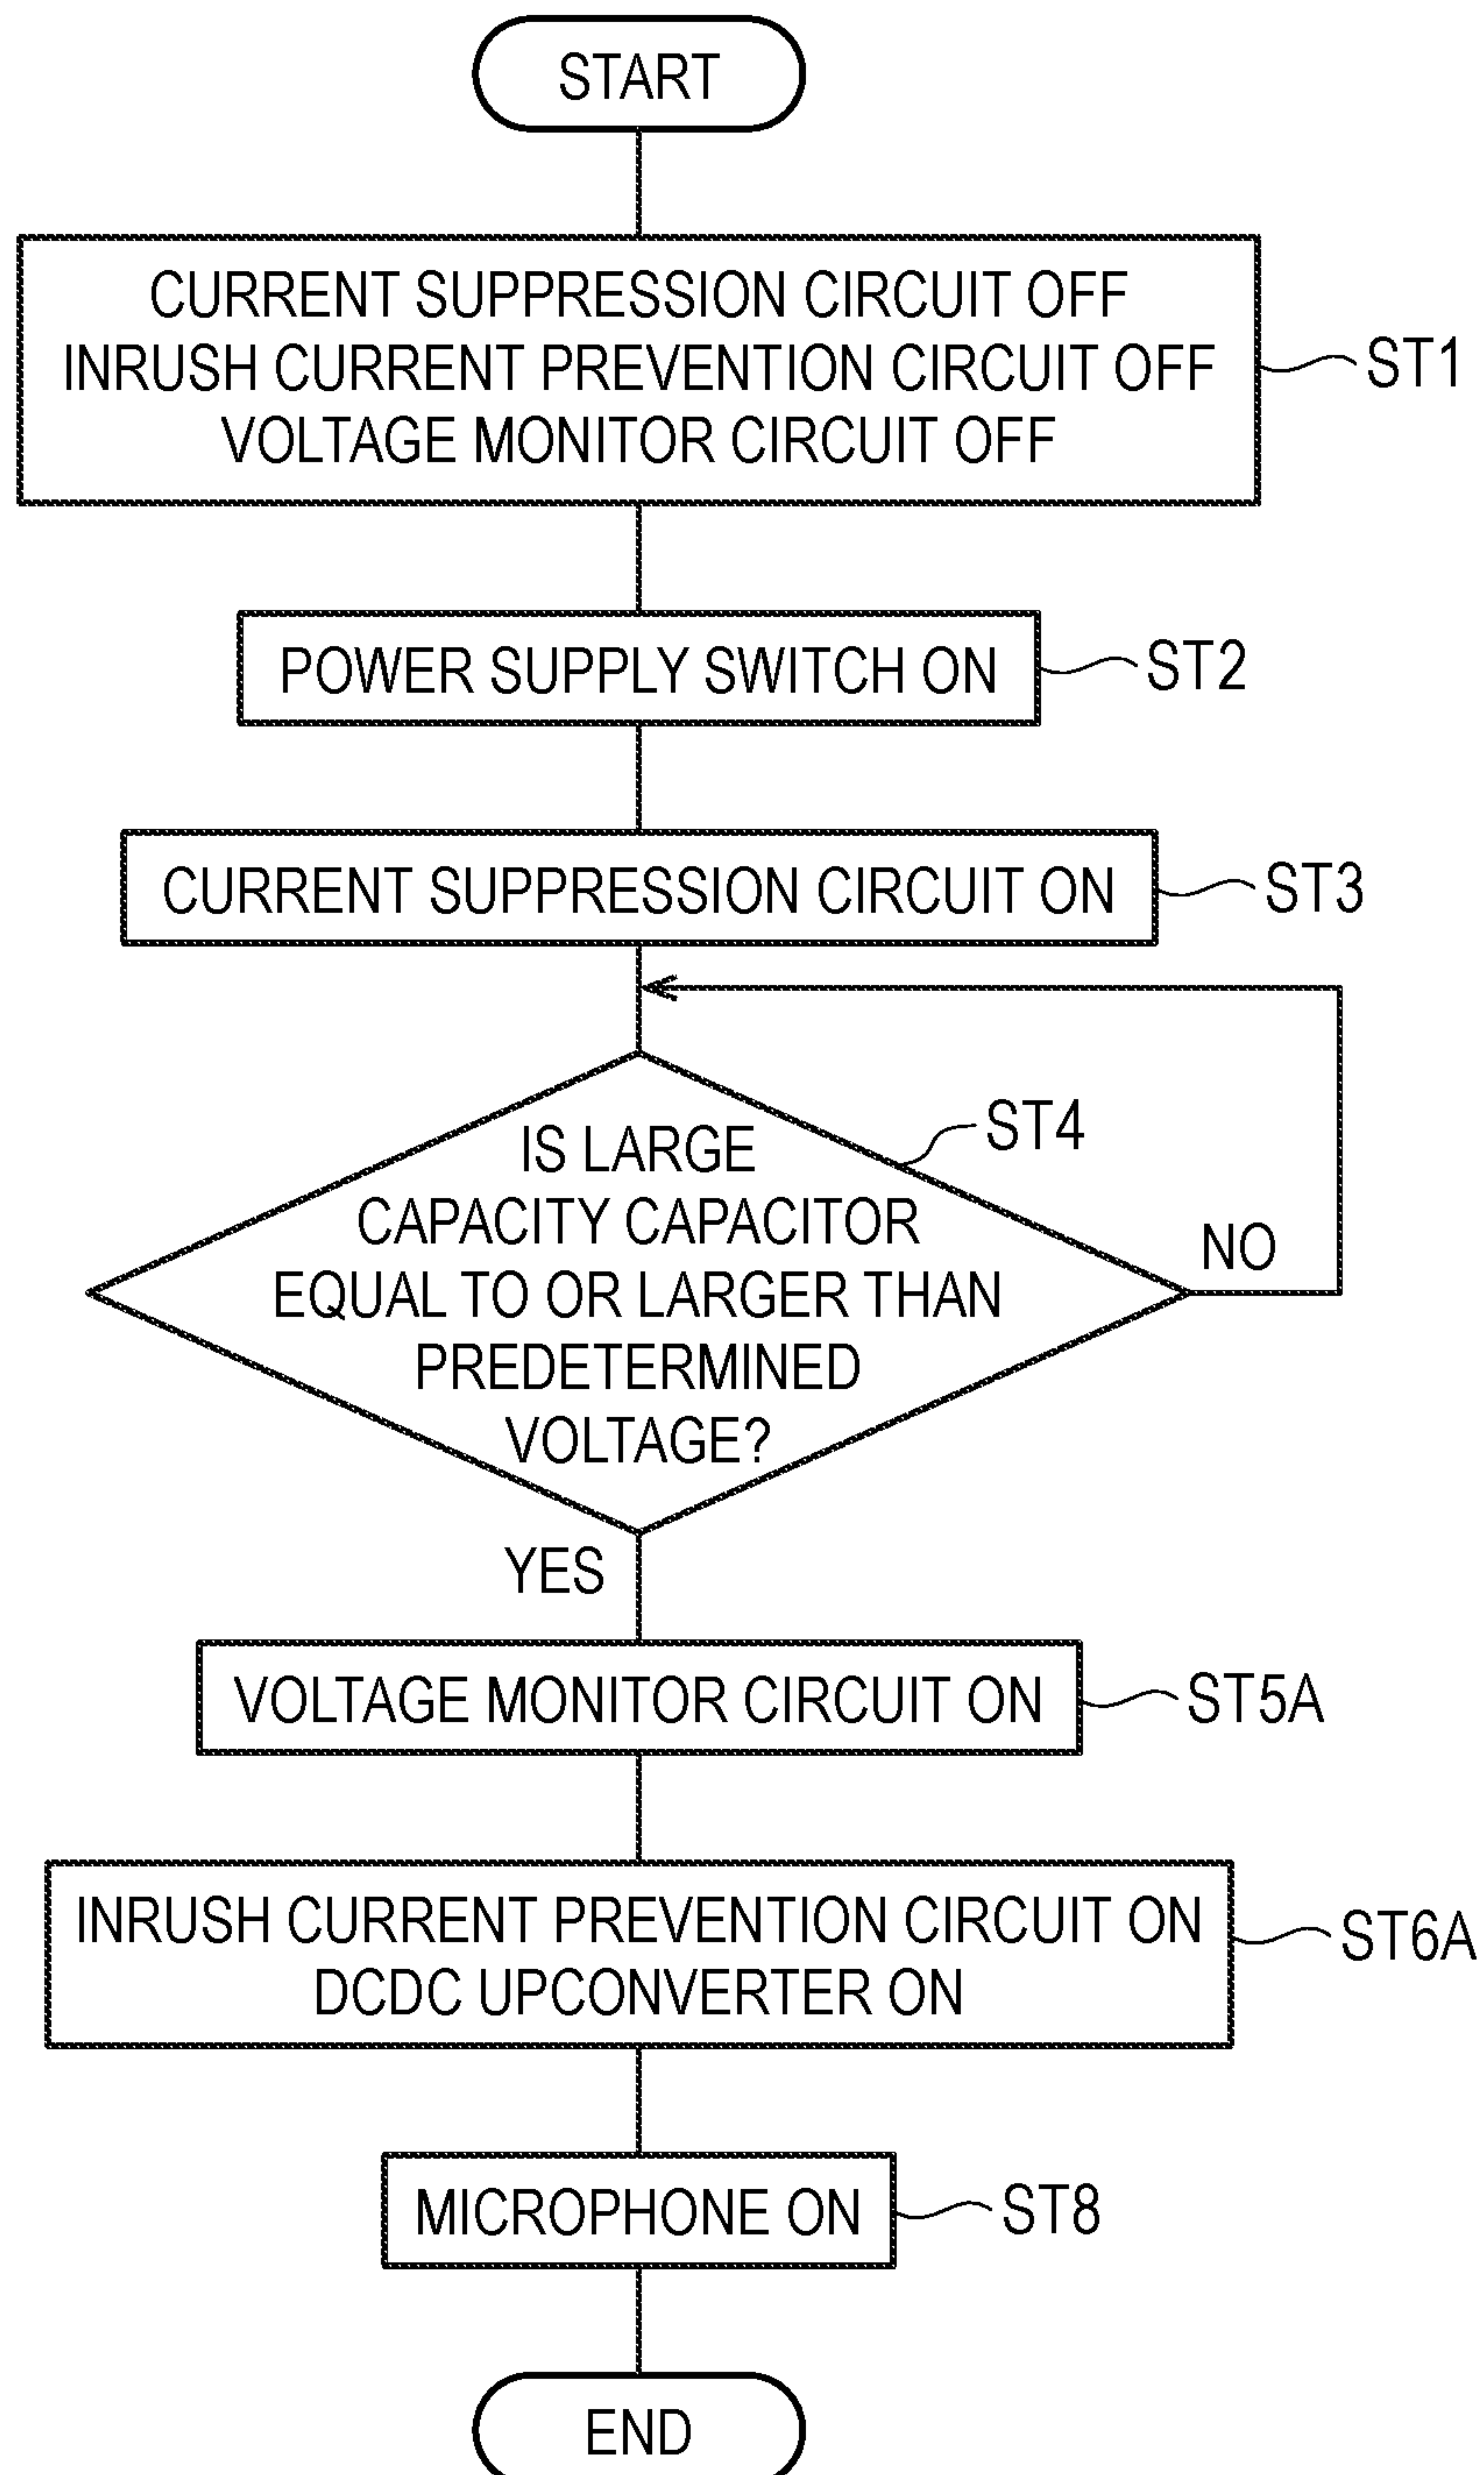 START
CURRENT SUPPRESSION CIRCUIT OFF
INRUSH CURRENT PREVENTION CIRCUIT OFF
VOLTAGE MONITOR CIRCUIT OFF
ST1
POWER SUPPLY SWITCH ON
ST2
CURRENT SUPPRESSION CIRCUIT ON
ST3
IS LARGE
CAPACITY CAPACITOR
EQUAL TO OR LARGER THAN
PREDETERMINED
VOLTAGE?
ST4
NO
YES
VOLTAGE MONITOR CIRCUIT ON
ST5A
INRUSH CURRENT PREVENTION CIRCUIT ON
DCDC UPCONVERTER ON
ST6A
MICROPHONE ON
ST8
END